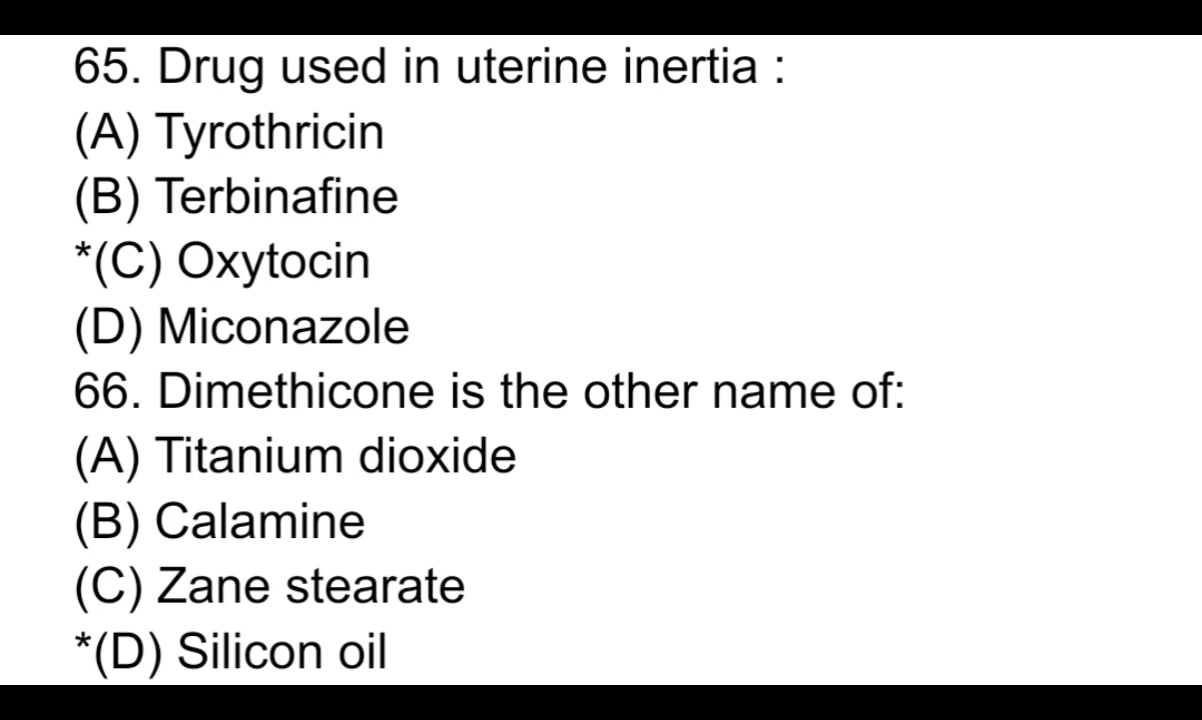 65. Drug used in uterine inertia :
(A) Tyrothricin
(B) Terbinafine
*(C) Oxytocin
(D) Miconazole
66. Dimethicone is the other name of:
(A) Titanium dioxide
(B) Calamine
(C) Zane stearate
*(D) Silicon oil